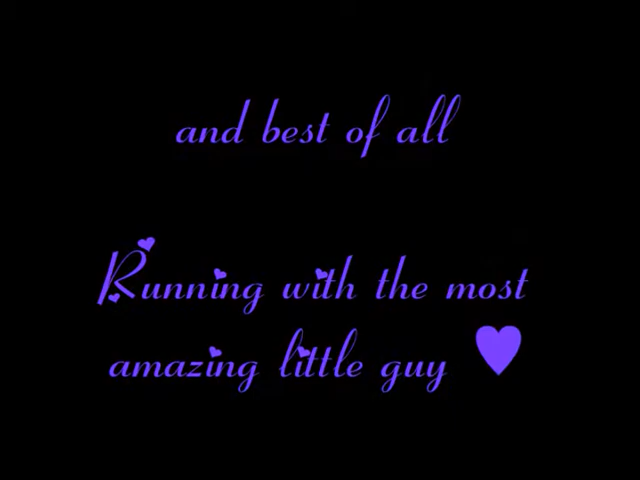 and best of all
Running with the most
amazing little guy ♥